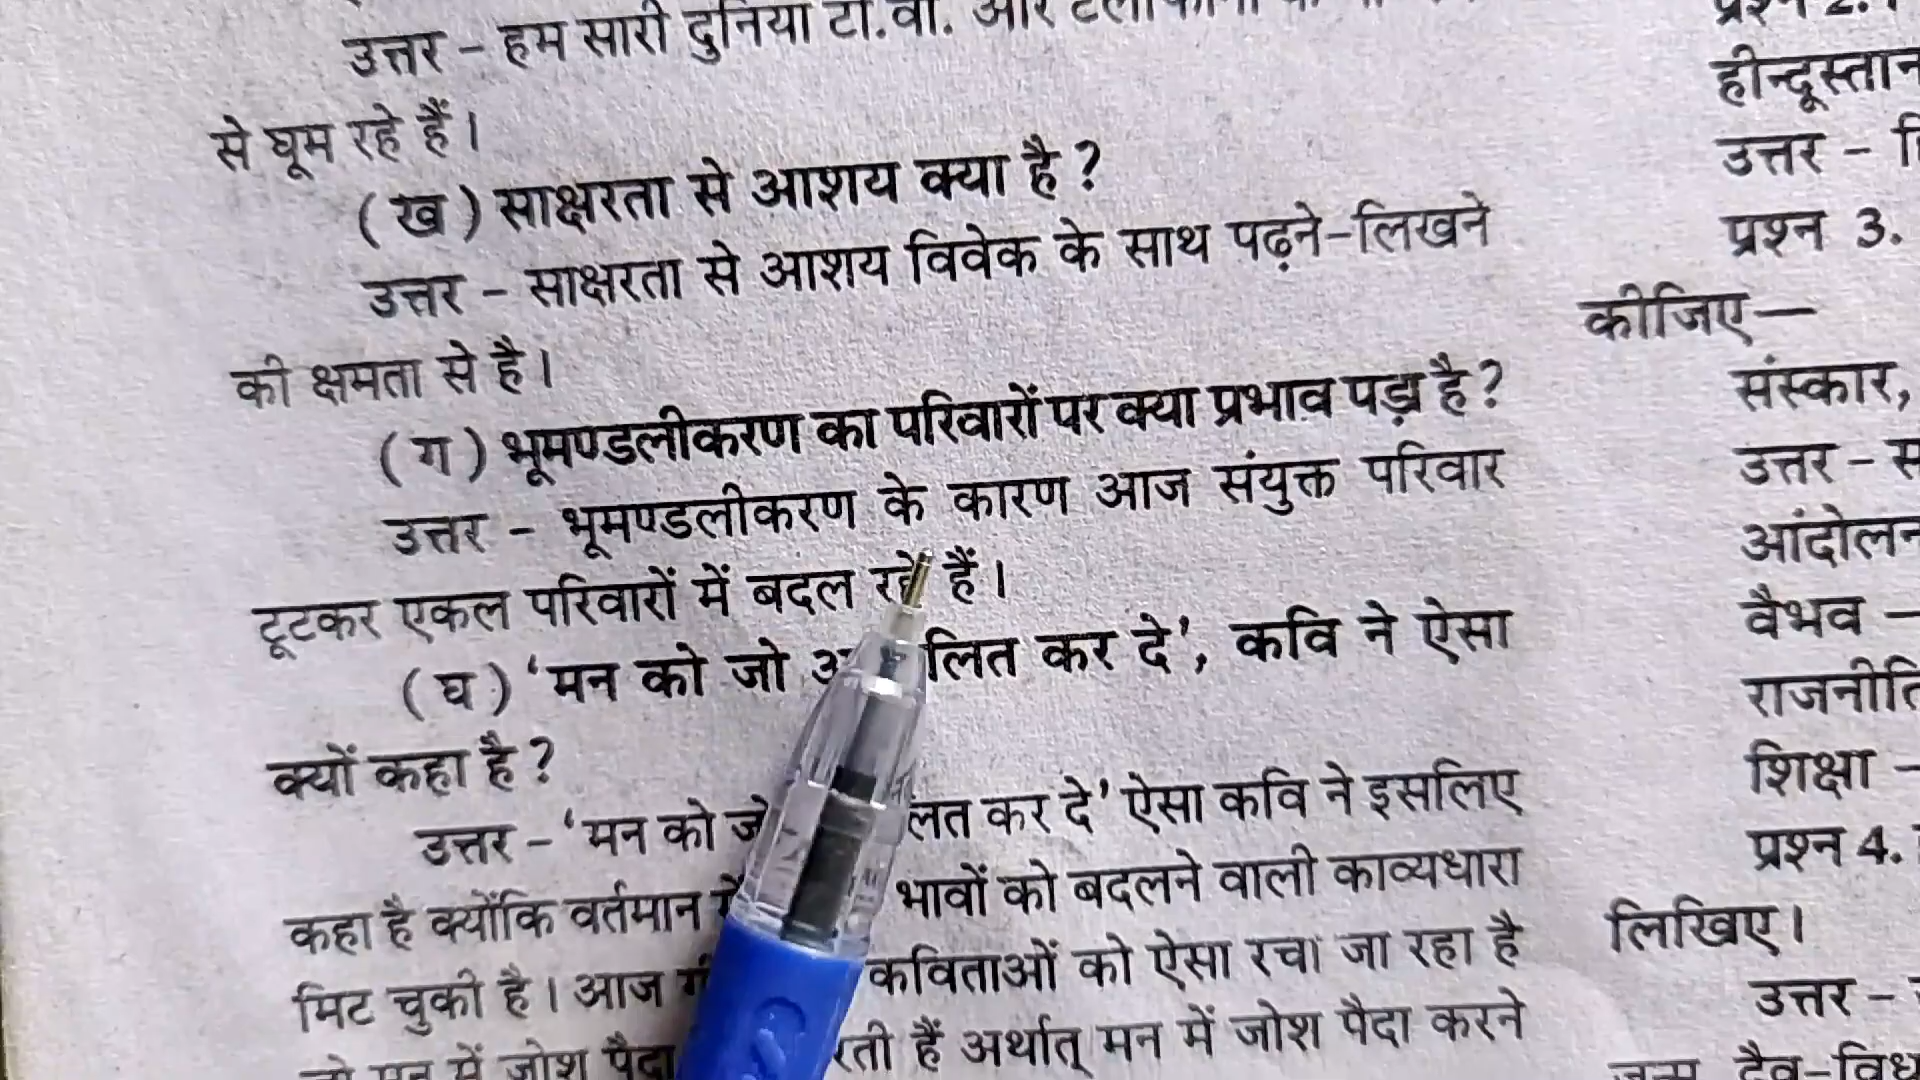 उत्तर – हम सारी दुनिया टी.वी. और
से घूम रहे हैं।
( ख ) साक्षरता से आशय क्या है ?
उत्तर – साक्षरता से आशय विवेक के साथ पढ़ने-लिखने
की क्षमता से है।
( ग ) भूमण्डलीकरण का परिवारों पर क्या प्रभाव पड़ा है ?
उत्तर – भूमण्डलीकरण के कारण आज संयुक्त परिवार
टूटकर एकल परिवारों में बदल रहे हैं।
( घ ) 'मन को जो लित कर दे', कवि ने ऐसा
क्यों कहा है ?
उत्तर – 'मन को कर दे' ऐसा कवि ने इसलिए
कहा है क्योंकि वर्तमान भावों को बदलने वाली काव्यधारा
मिट चुकी है। आज कविताओं को ऐसा रचा जा रहा है
मन में जोश पैदा हैं अर्थात् मन में जोश पैदा करने
प्रश्न 2.
हीन्दूस्तान
उत्तर –
प्रश्न 3.
कीजिए—
संस्कार,
उत्तर –
आंदोलन
वैभव –
राजनीति
शिक्षा –
प्रश्न 4.
लिखिए।
उत्तर –